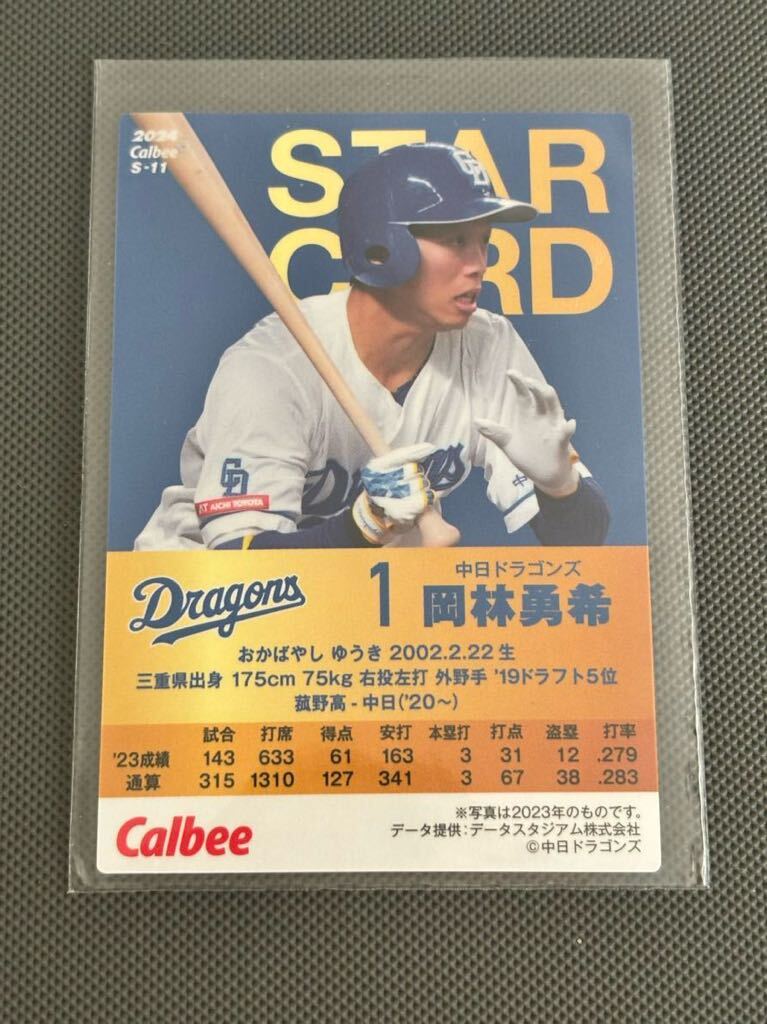 2024
Calbee
S-11
STAR
CARD
CD
CD
AICHI TOYOTA
Dragons
Dragons
1
中日ドラゴンズ
岡林勇希
おかばやし ゆうき 2002.2.22生
三重県出身 175cm 75kg 右投左打 外野手 '19ドラフト5位
菰野高 - 中日('20〜)
試合 打席 得点 安打 本塁打 打点 盗塁 打率
'23成績 143 633 61 163 3 31 12 .279
通算 315 1310 127 341 3 67 38 .283
Calbee
※写真は2023年のものです。
データ提供:データスタジアム株式会社
©中日ドラゴンズ